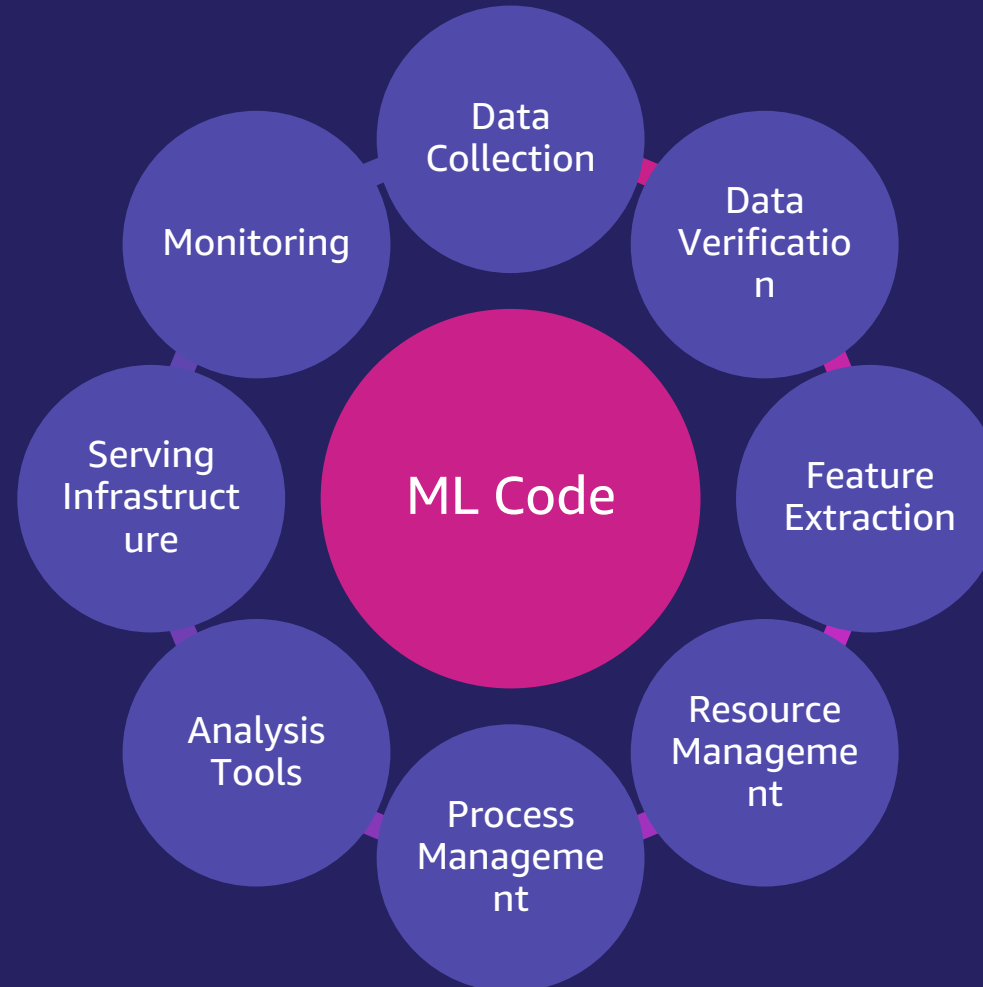 Data
Collection
Data
Verificatio
n
Feature
Extraction
Resource
Manageme
nt
Process
Manageme
nt
Analysis
Tools
Serving
Infrastruct
ure
Monitoring
ML Code